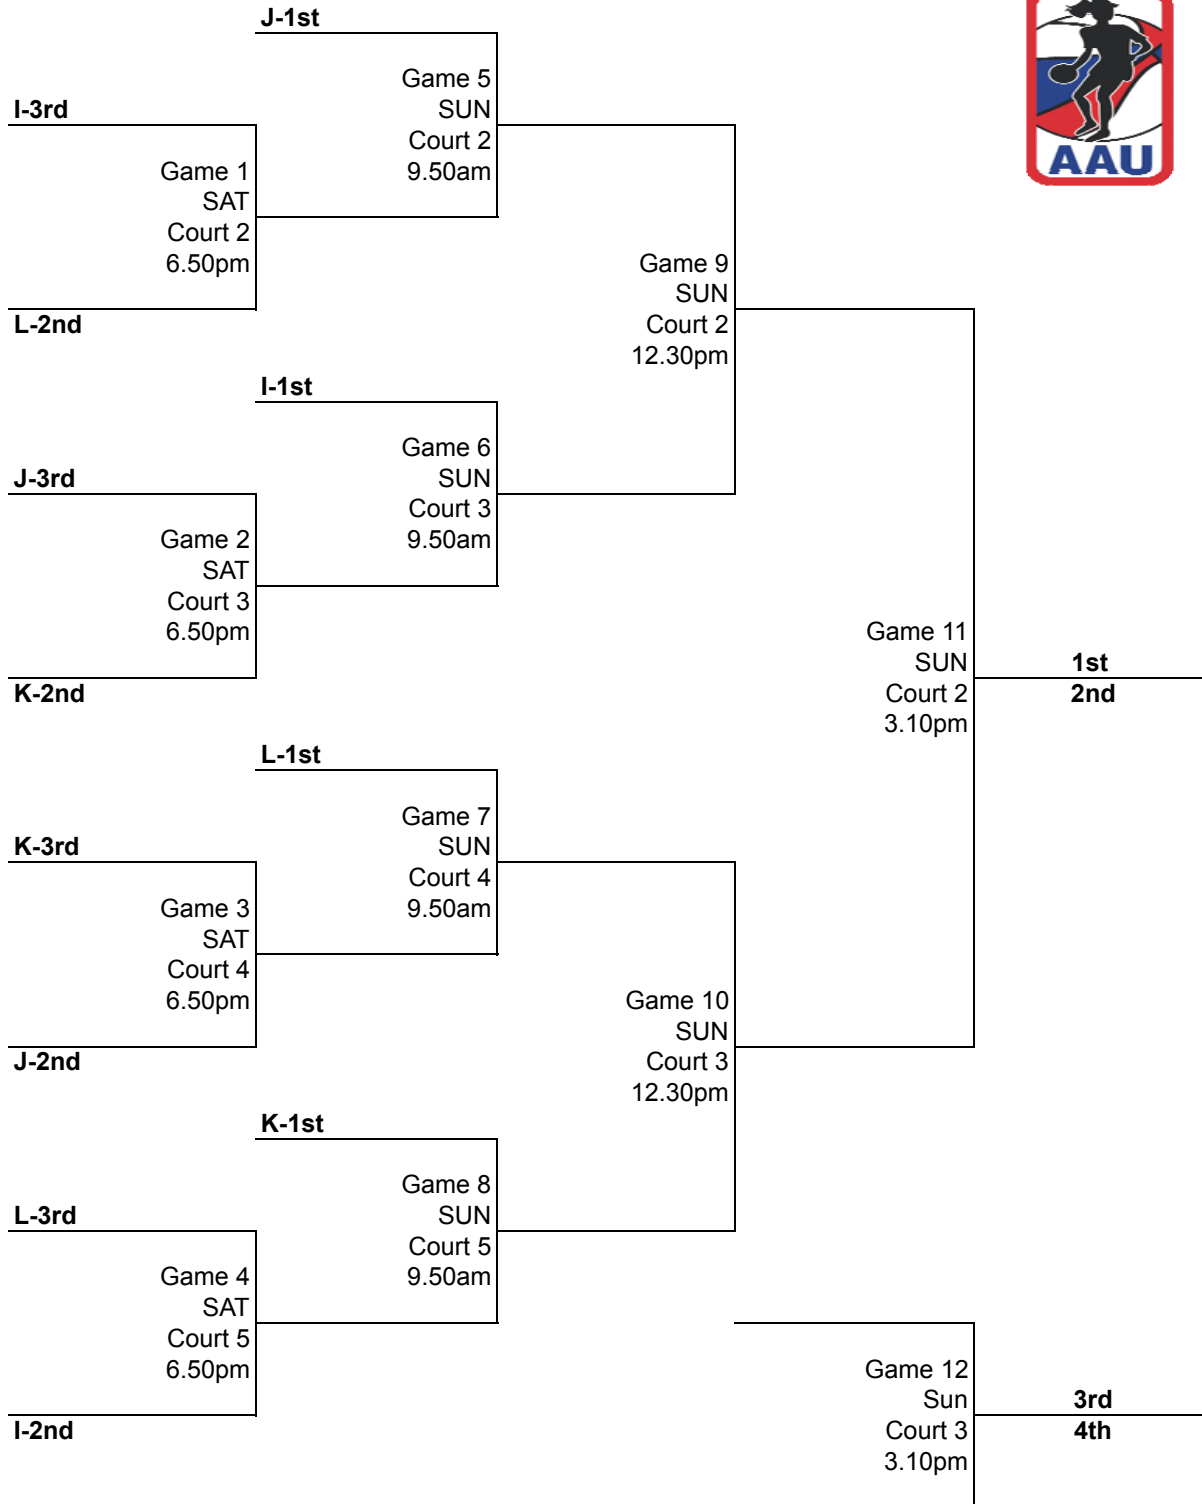 J-1st
Game 5
SUN
Court 2
9.50am
I-3rd
Game 1
SAT
Court 2
6.50pm
L-2nd
Game 9
SUN
Court 2
12.30pm
I-1st
Game 6
SUN
Court 3
9.50am
J-3rd
Game 2
SAT
Court 3
6.50pm
K-2nd
Game 11
SUN
Court 2
3.10pm
1st
2nd
L-1st
Game 7
SUN
Court 4
9.50am
K-3rd
Game 3
SAT
Court 4
6.50pm
J-2nd
Game 10
SUN
Court 3
12.30pm
K-1st
Game 8
SUN
Court 5
9.50am
L-3rd
Game 4
SAT
Court 5
6.50pm
I-2nd
Game 12
Sun
Court 3
3.10pm
3rd
4th
AAU